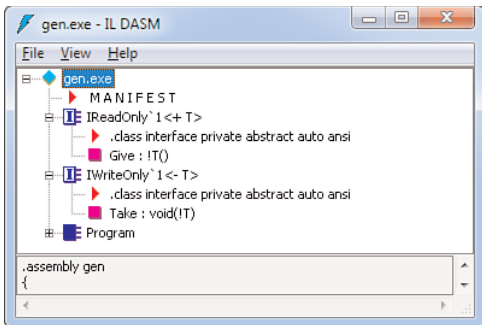 gen.exe - IL DASM
File View Help
gen.exe
MANIFEST
IReadOnly`1<+ T>
.class interface private abstract auto ansi
Give : !T()
IWriteOnly`1<- T>
.class interface private abstract auto ansi
Take : void(!T)
Program
.assembly gen
{